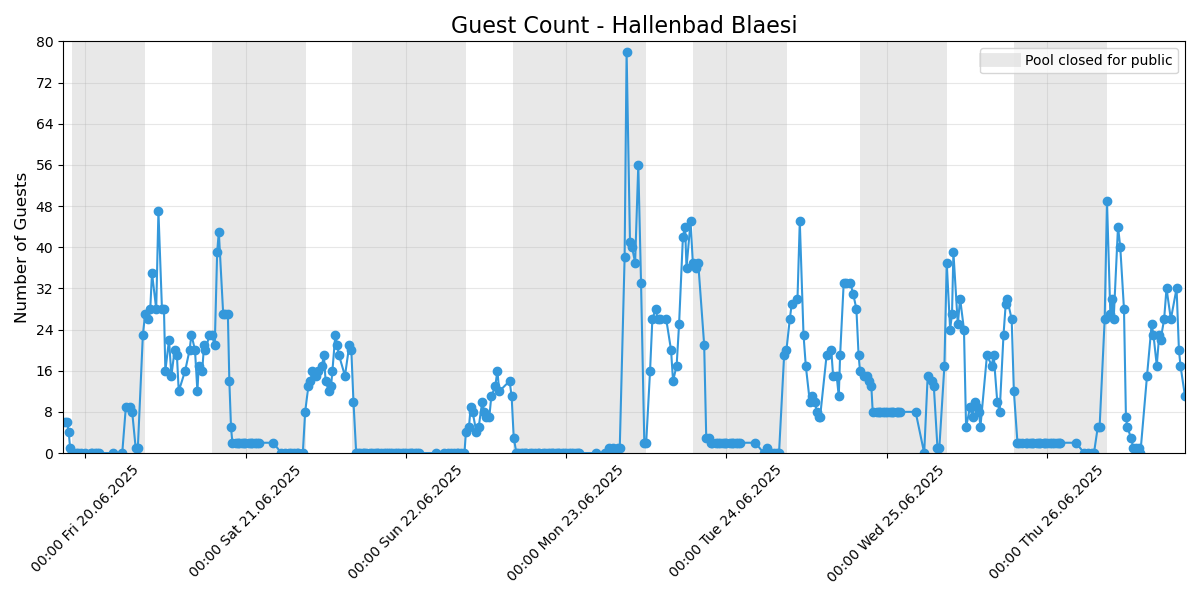 Guest Count - Hallenbad Blaesi
Pool closed for public
Number of Guests
80
72
64
56
48
40
32
24
16
8
0
00:00 Fri 20.06.2025
00:00 Sat 21.06.2025
00:00 Sun 22.06.2025
00:00 Mon 23.06.2025
00:00 Tue 24.06.2025
00:00 Wed 25.06.2025
00:00 Thu 26.06.2025